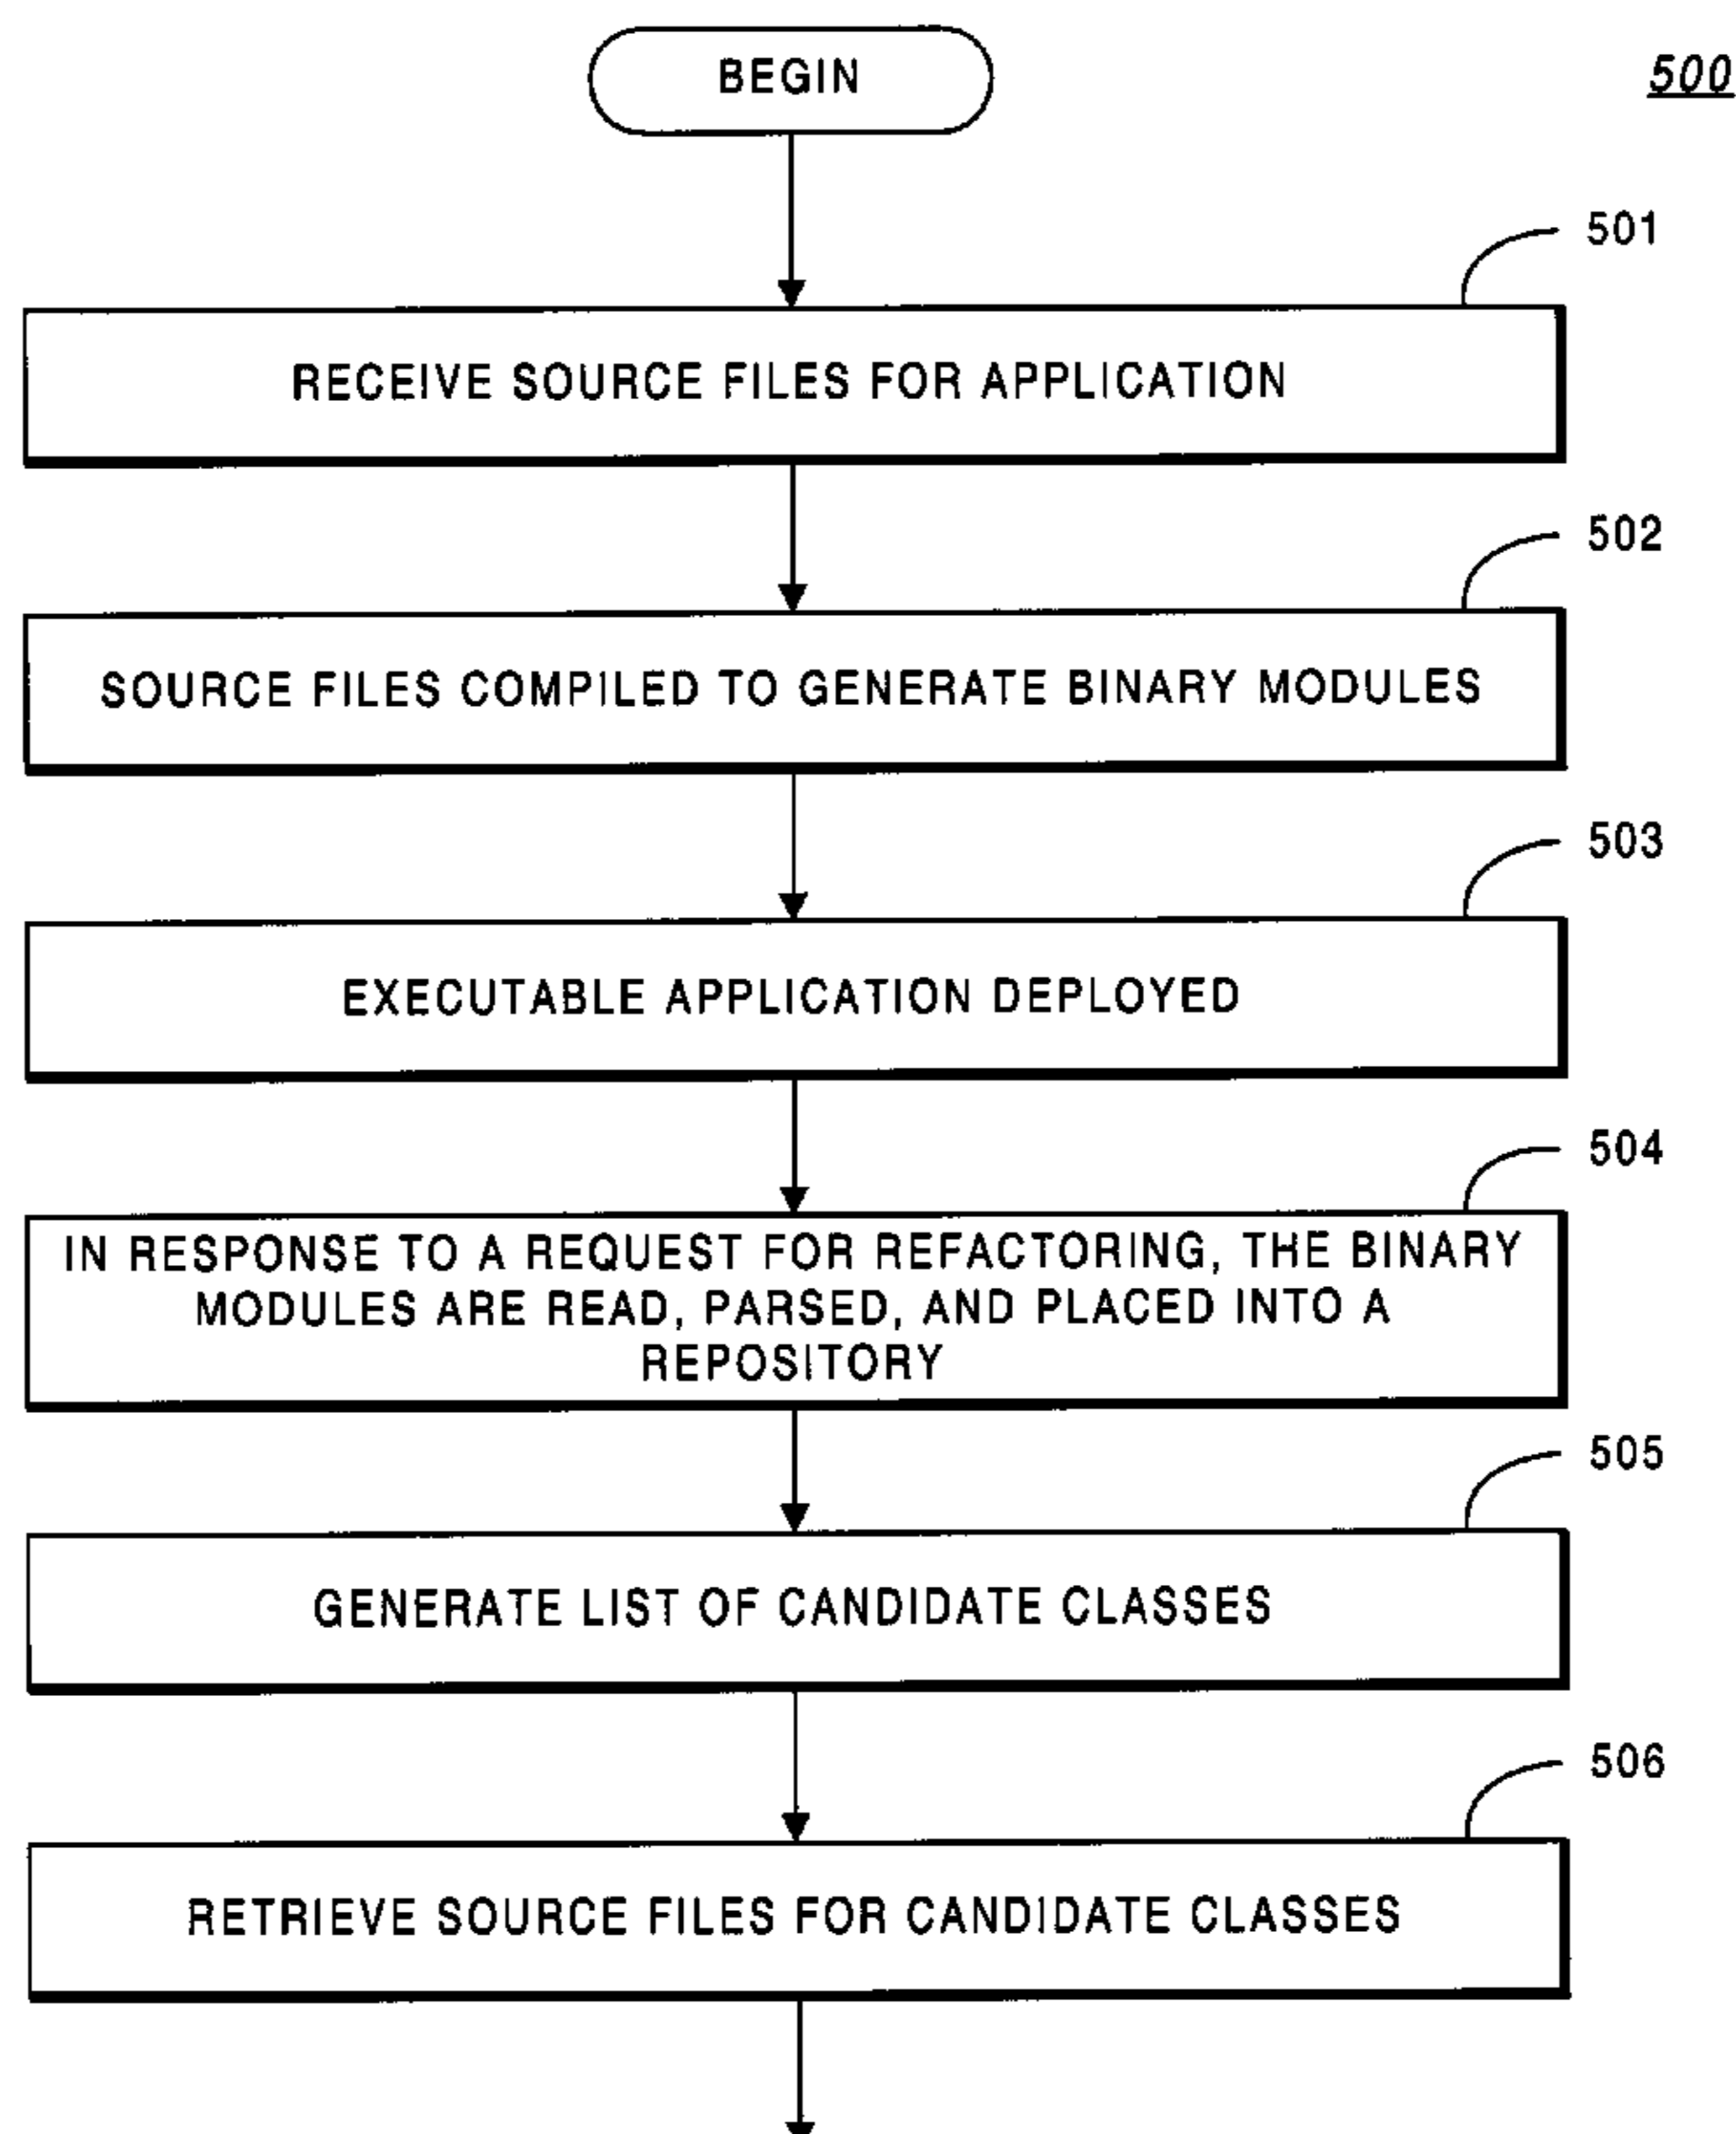 BEGIN
500
501
RECEIVE SOURCE FILES FOR APPLICATION
502
SOURCE FILES COMPILED TO GENERATE BINARY MODULES
503
EXECUTABLE APPLICATION DEPLOYED
504
IN RESPONSE TO A REQUEST FOR REFACTORING, THE BINARY
MODULES ARE READ, PARSED, AND PLACED INTO A
REPOSITORY
505
GENERATE LIST OF CANDIDATE CLASSES
506
RETRIEVE SOURCE FILES FOR CANDIDATE CLASSES